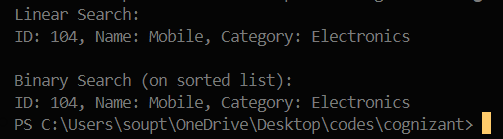 Linear Search:
ID: 104, Name: Mobile, Category: Electronics
Binary Search (on sorted list):
ID: 104, Name: Mobile, Category: Electronics
PS C:\Users\soupt\OneDrive\Desktop\codes\cognizant>